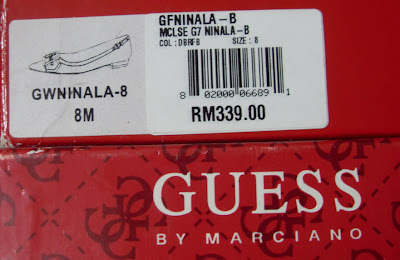 GFNINALA-B
MCLSE G7 NINALA-B
COL: DBRFB SIZE: 8
8 02000 06689 1
RM339.00
GWNINALA-8
8M
GUESS
BY MARCIANO